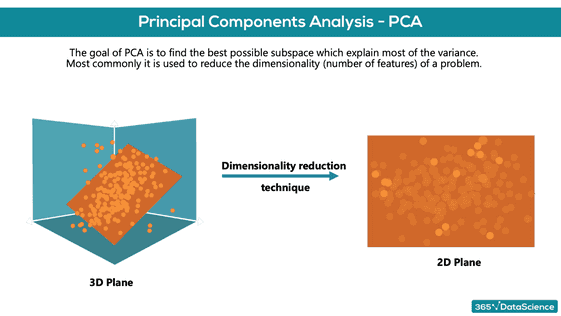 Principal Components Analysis - PCA
The goal of PCA is to find the best possible subspace which explain most of the variance.
Most commonly it is used to reduce the dimensionality (number of features) of a problem.
Dimensionality reduction
technique
3D Plane
2D Plane
365√DataScience